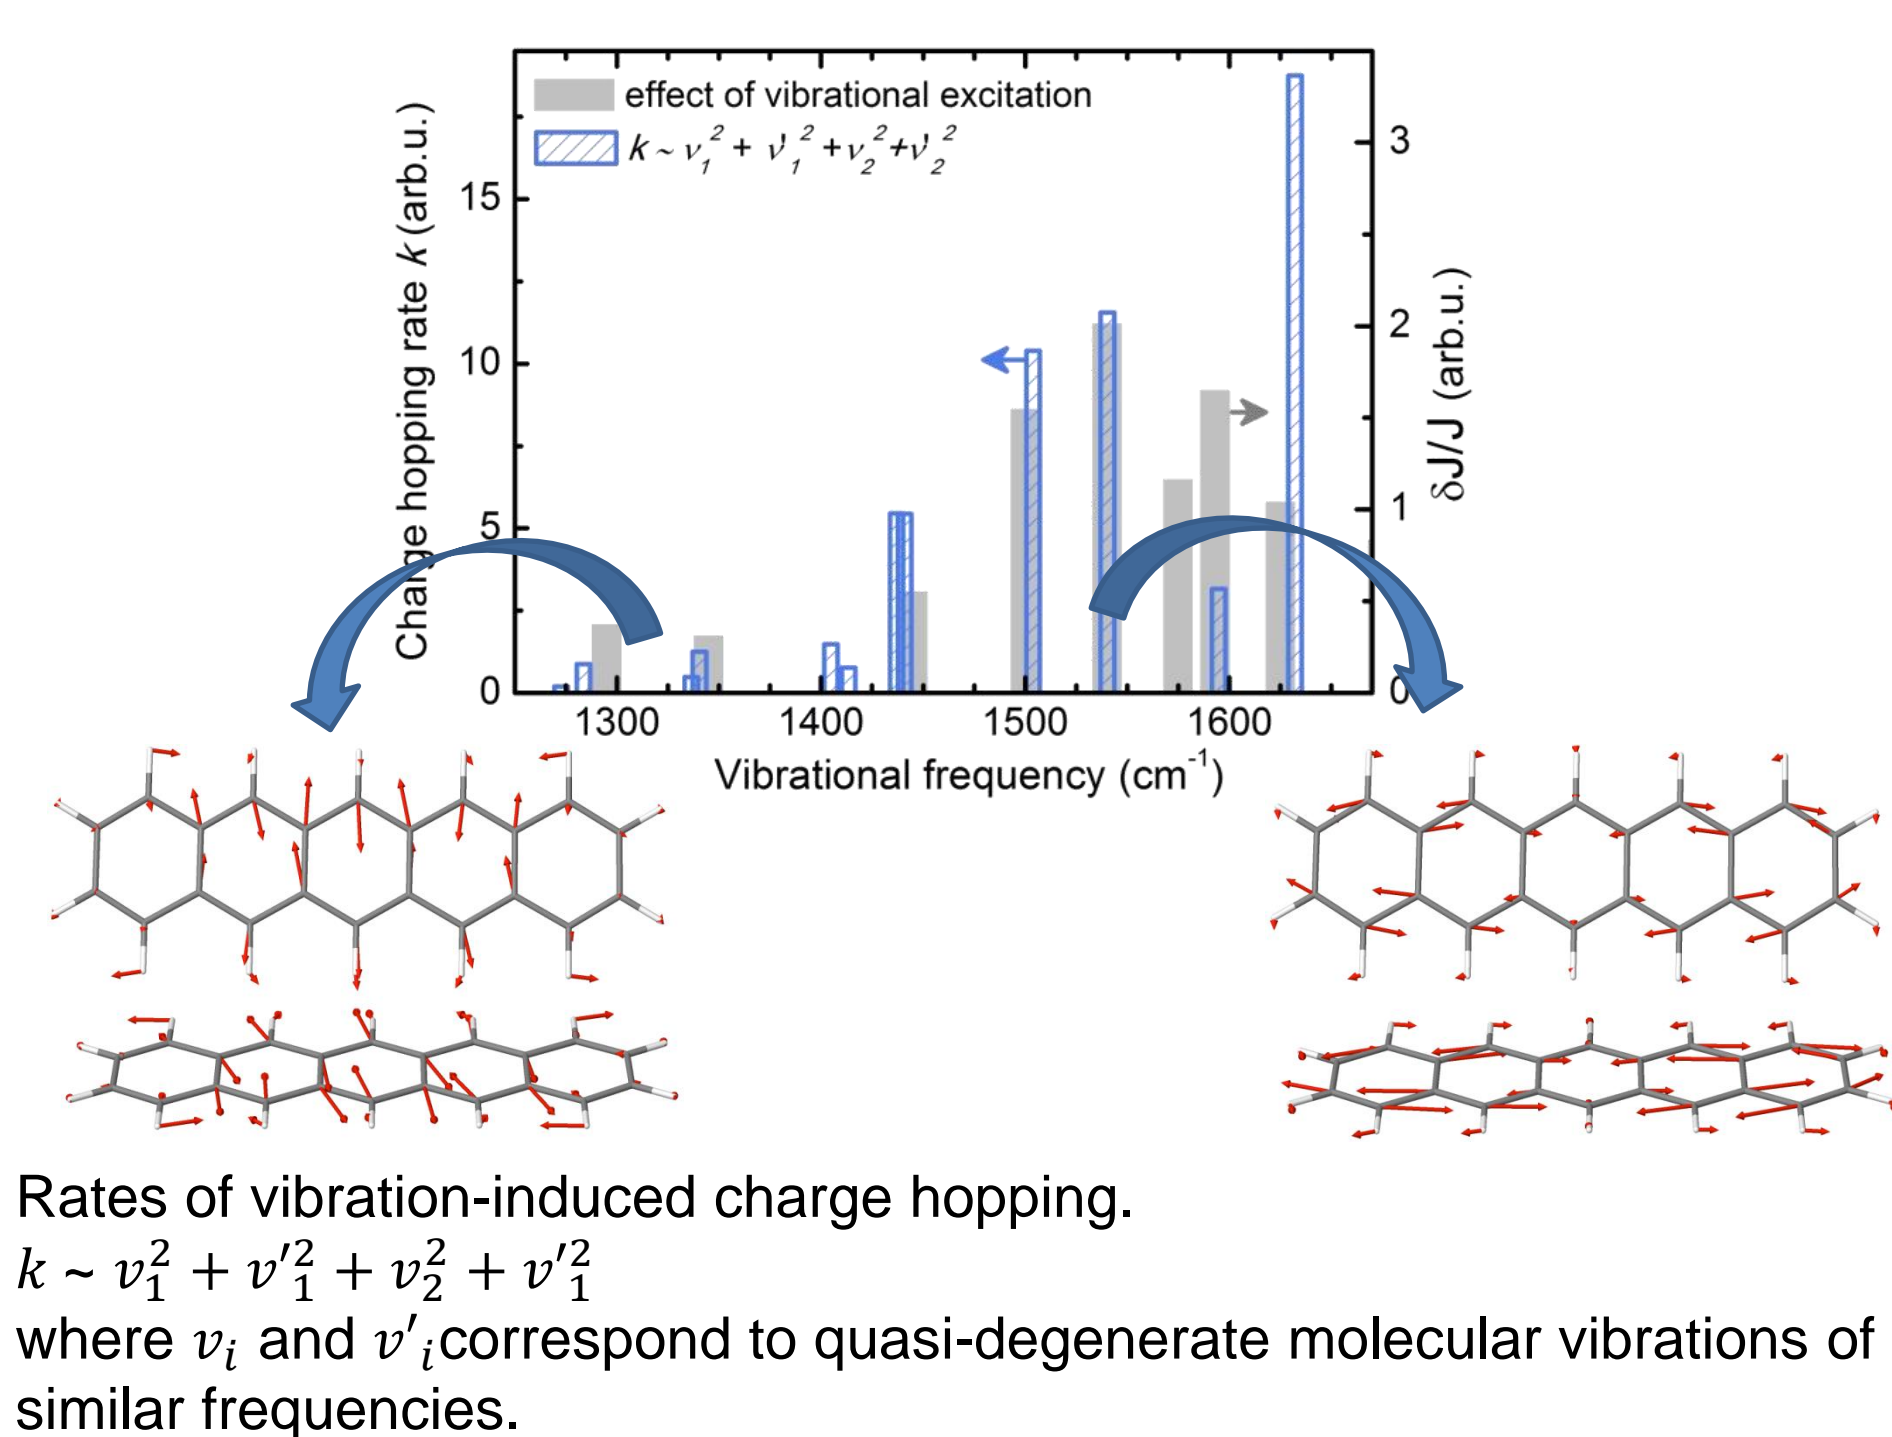 effect of vibrational excitation
k ~ ν₁² + ν'₁² + ν₂² + ν'₂²
Charge hopping rate k (arb.u.)
15
10
5
0
3
2
1
0
δJ/J (arb.u.)
1300 1400 1500 1600
Vibrational frequency (cm⁻¹)
Rates of vibration-induced charge hopping.
k ~ v₁² + v'₁² + v₂² + v'₁²
where vᵢ and v'ᵢ correspond to quasi-degenerate molecular vibrations of
similar frequencies.